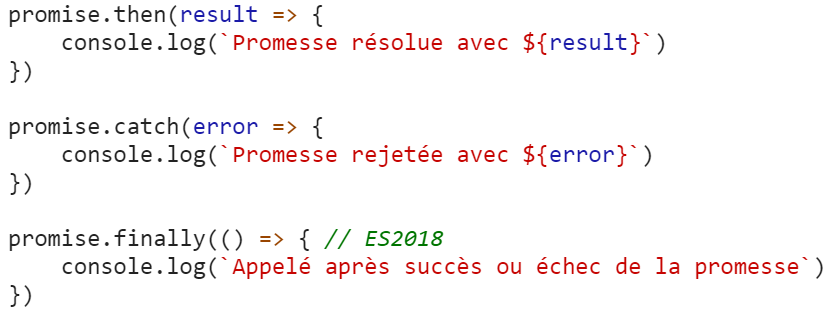 promise.then(result => {
    console.log(`Promesse résolue avec ${result}`)
})

promise.catch(error => {
    console.log(`Promesse rejetée avec ${error}`)
})

promise.finally(() => { // ES2018
    console.log(`Appelé après succès ou échec de la promesse`)
})